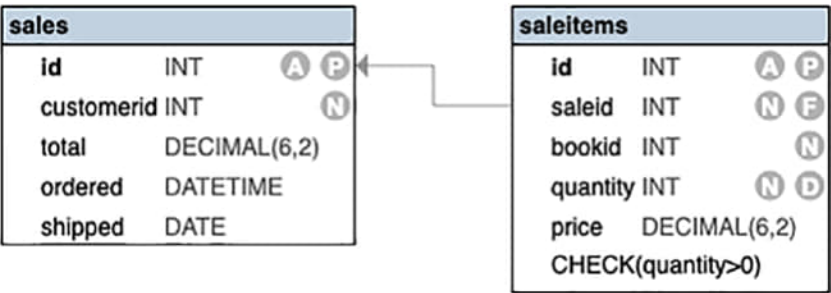 sales
id INT A P
customerid INT N
total DECIMAL(6,2)
ordered DATETIME
shipped DATE
saleitems
id INT A P
saleid INT N F
bookid INT N
quantity INT N D
price DECIMAL(6,2)
CHECK(quantity>0)